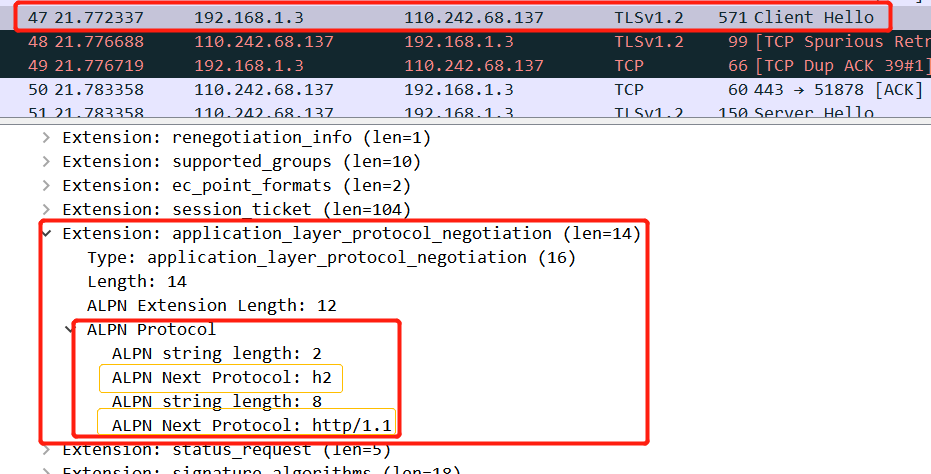 47 21.772337 192.168.1.3 110.242.68.137 TLSv1.2 571 Client Hello
48 21.776688 110.242.68.137 192.168.1.3 TLSv1.2 99 [TCP Spurious Retr
49 21.776719 192.168.1.3 110.242.68.137 TCP 66 [TCP Dup ACK 39#1]
50 21.783358 110.242.68.137 192.168.1.3 TCP 60 443 → 51878 [ACK]
51 21.783358 110.242.68.137 192.168.1.3 TLSv1.2 150 Server Hello
Extension: renegotiation_info (len=1)
Extension: supported_groups (len=10)
Extension: ec_point_formats (len=2)
Extension: session_ticket (len=104)
Extension: application_layer_protocol_negotiation (len=14)
Type: application_layer_protocol_negotiation (16)
Length: 14
ALPN Extension Length: 12
ALPN Protocol
ALPN string length: 2
ALPN Next Protocol: h2
ALPN string length: 8
ALPN Next Protocol: http/1.1
Extension: status_request (len=5)
Extension: signature_algorithms (len=18)